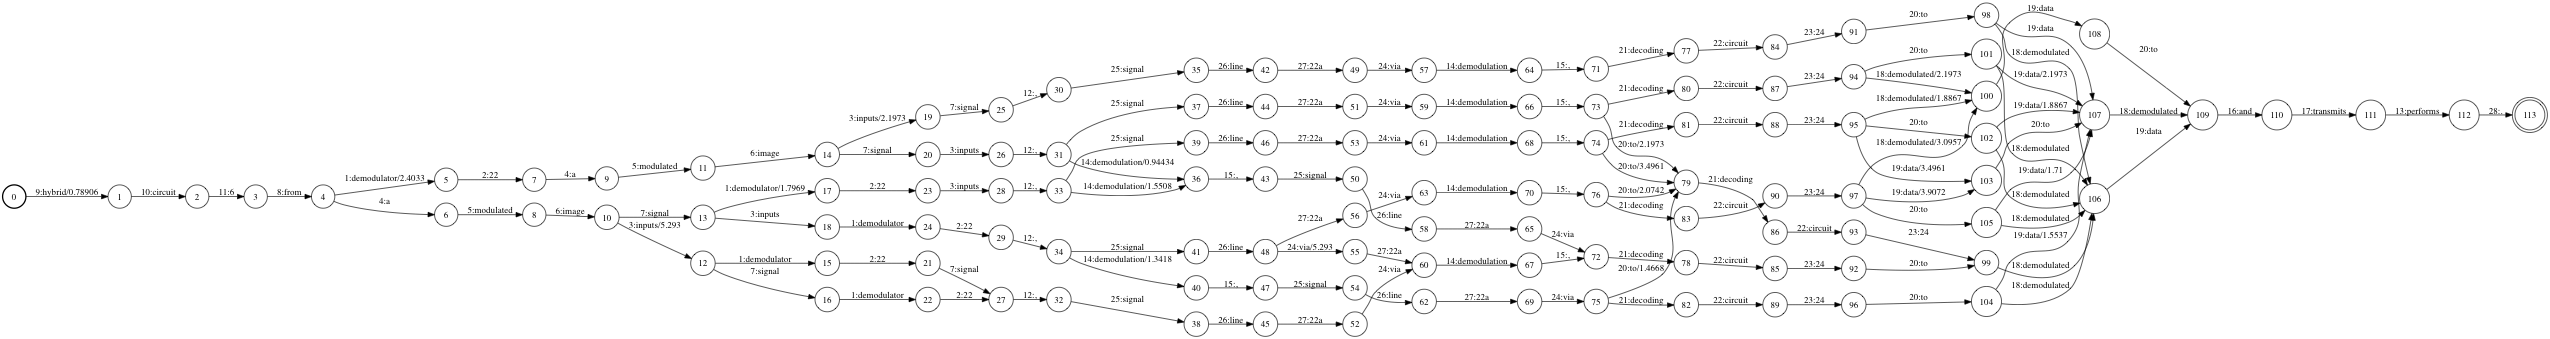 0 9:hybrid/0.78906 1 10:circuit 2 11:6 3 8:from 4
1:demodulator/2.4033 5 2:22 7 4:a 9 5:modulated 11 6:image 14
4:a 6 5:modulated 8 6:image 10 7:signal 13
3:inputs/5.293 12
3:inputs/2.1973 19 7:signal 25 12:, 30 25:signal 35 26:line 42 27:22a 49 24:via 57 14:demodulation 64 15:, 71 21:decoding 77 22:circuit 84 23:24 91 20:to 98
7:signal 20 3:inputs 26 12:, 31 25:signal 37 26:line 44 27:22a 51 24:via 59 14:demodulation 66 15:, 73 21:decoding 80 22:circuit 87 23:24 94 20:to 101
14:demodulation/0.94434 20:to/2.1973 18:demodulated/2.1973 100
1:demodulator/1.7969 17 2:22 23 3:inputs 28 12:, 33 25:signal 39 26:line 46 27:22a 53 24:via 61 14:demodulation 68 15:, 74 21:decoding 81 22:circuit 88 23:24 95 20:to 102
14:demodulation/1.5508 36 15:, 43 25:signal 50 26:line 58 27:22a 65 24:via 72 21:decoding 78 22:circuit 85 23:24 92 20:to 99
20:to/3.4961 79 21:decoding 86 22:circuit 93 23:24
18:demodulated/1.8867 19:data/3.4961 103
3:inputs 18 1:demodulator 24 2:22 29 12:, 34 25:signal 41 26:line 48 27:22a 56 24:via 63 14:demodulation 70 15:, 76 21:decoding 83 22:circuit 90 23:24 97 20:to 105
20:to/2.0742 18:demodulated/3.0957 19:data/3.9072
24:via/5.293 55 27:22a 60 14:demodulation 67 15:,
14:demodulation/1.3418 40 15:, 47 25:signal 54 26:line 62 27:22a 69 24:via 75 21:decoding 82 22:circuit 89 23:24 96 20:to 104
20:to/1.4668
1:demodulator 15 2:22 21 7:signal 27 12:, 32 25:signal 38 26:line 45 27:22a 52 24:via
7:signal 16 1:demodulator 22 2:22
19:data 108 20:to 109
19:data 107 18:demodulated
18:demodulated 106 19:data
19:data/2.1973
19:data/1.8867
20:to
18:demodulated
19:data/1.71
18:demodulated
18:demodulated
19:data/1.5537
18:demodulated
18:demodulated
16:and 110 17:transmits 111 13:performs 112 28:. 113